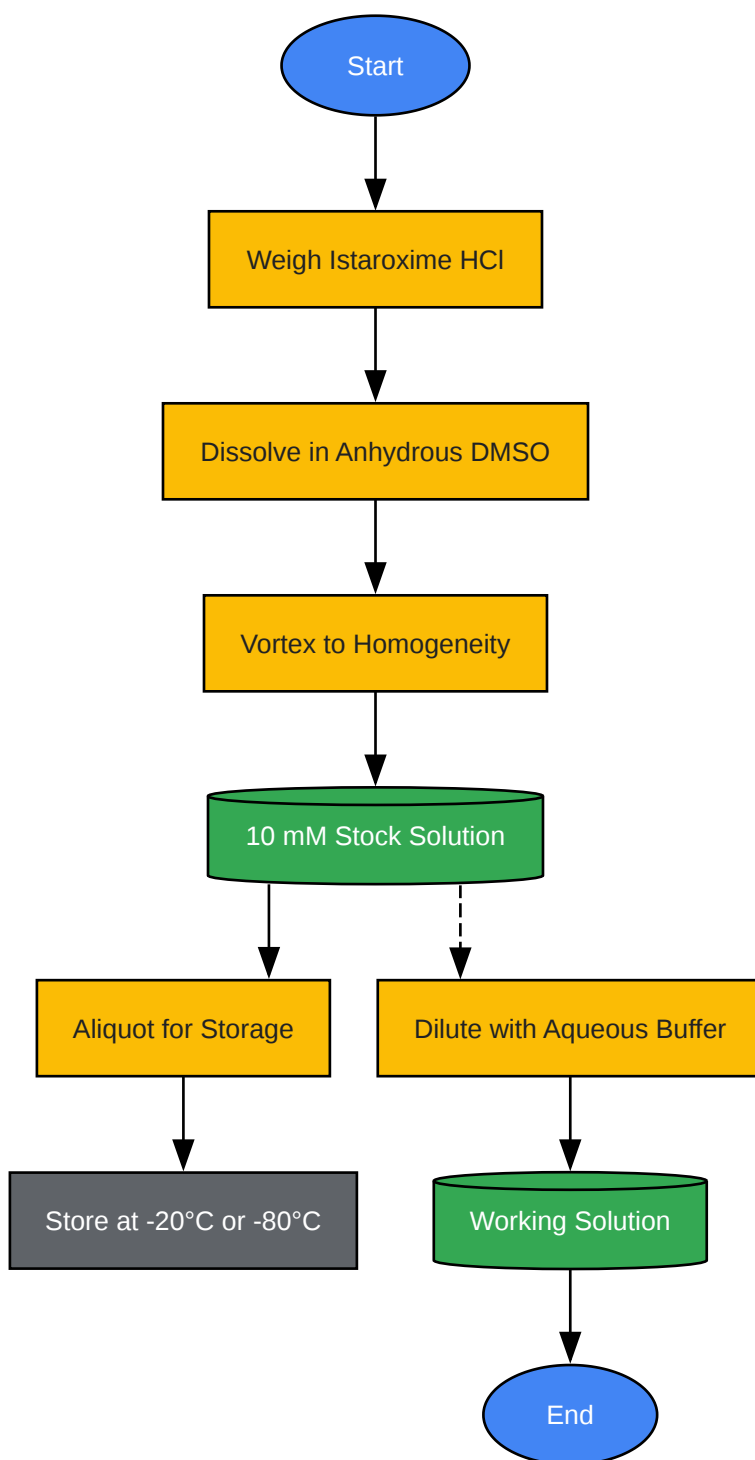 Start
Weigh Istaroxime HCl
Dissolve in Anhydrous DMSO
Vortex to Homogeneity
10 mM Stock Solution
Aliquot for Storage
Dilute with Aqueous Buffer
Store at -20°C or -80°C
Working Solution
End